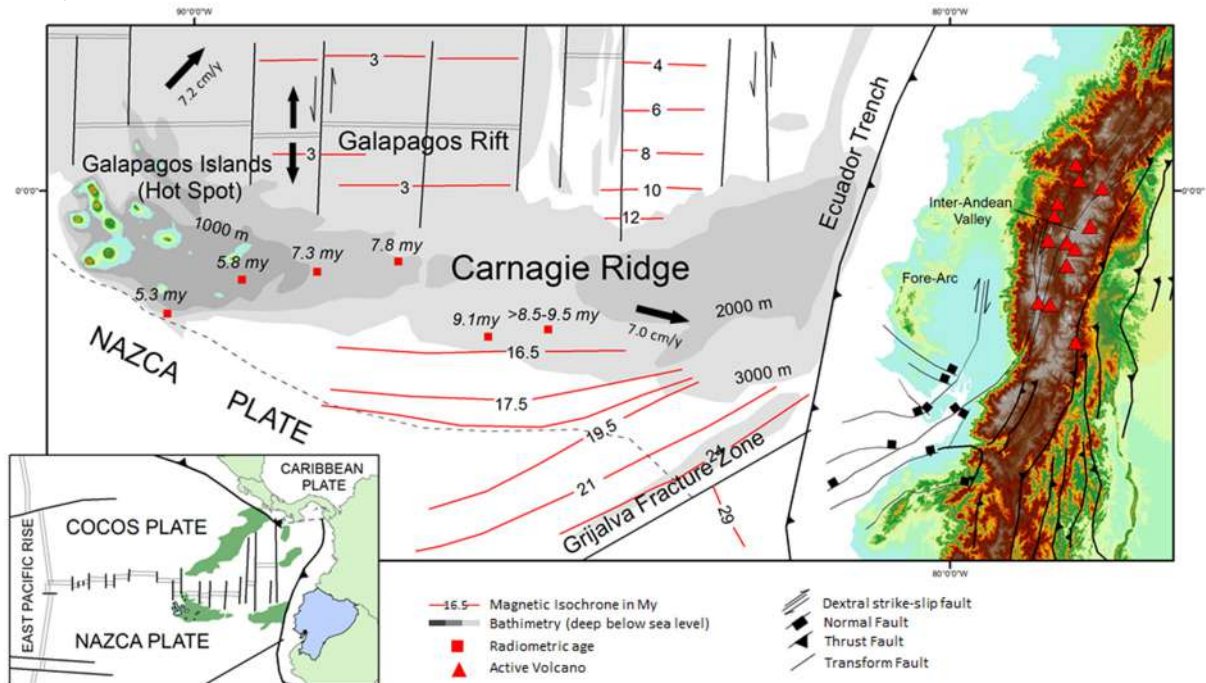 90°0'0"W
80°0'0"W
7.2 cm/y
3
4
6
Galapagos Rift
3
8
Galapagos Islands
(Hot Spot)
3
10
0°0'0"
0°0'0"
12
Ecuador Trench
Inter-Andean
Valley
1000 m
7.8 my
7.3 my
5.8 my
Carnagie Ridge
Fore-Arc
5.3 my
2000 m
9.1my
>8.5-9.5 my
7.0 cm/y
16.5
NAZCA
PLATE
3000 m
17.5
19.5
21
24
Grijalva Fracture Zone
29
80°0'0"W
CARIBBEAN
PLATE
COCOS PLATE
EAST PACIFIC RISE
NAZCA PLATE
16.5 Magnetic Isochrone in My
Bathimetry (deep below sea level)
Radiometric age
Active Volcano
Dextral strike-slip fault
Normal Fault
Thrust Fault
Transform Fault